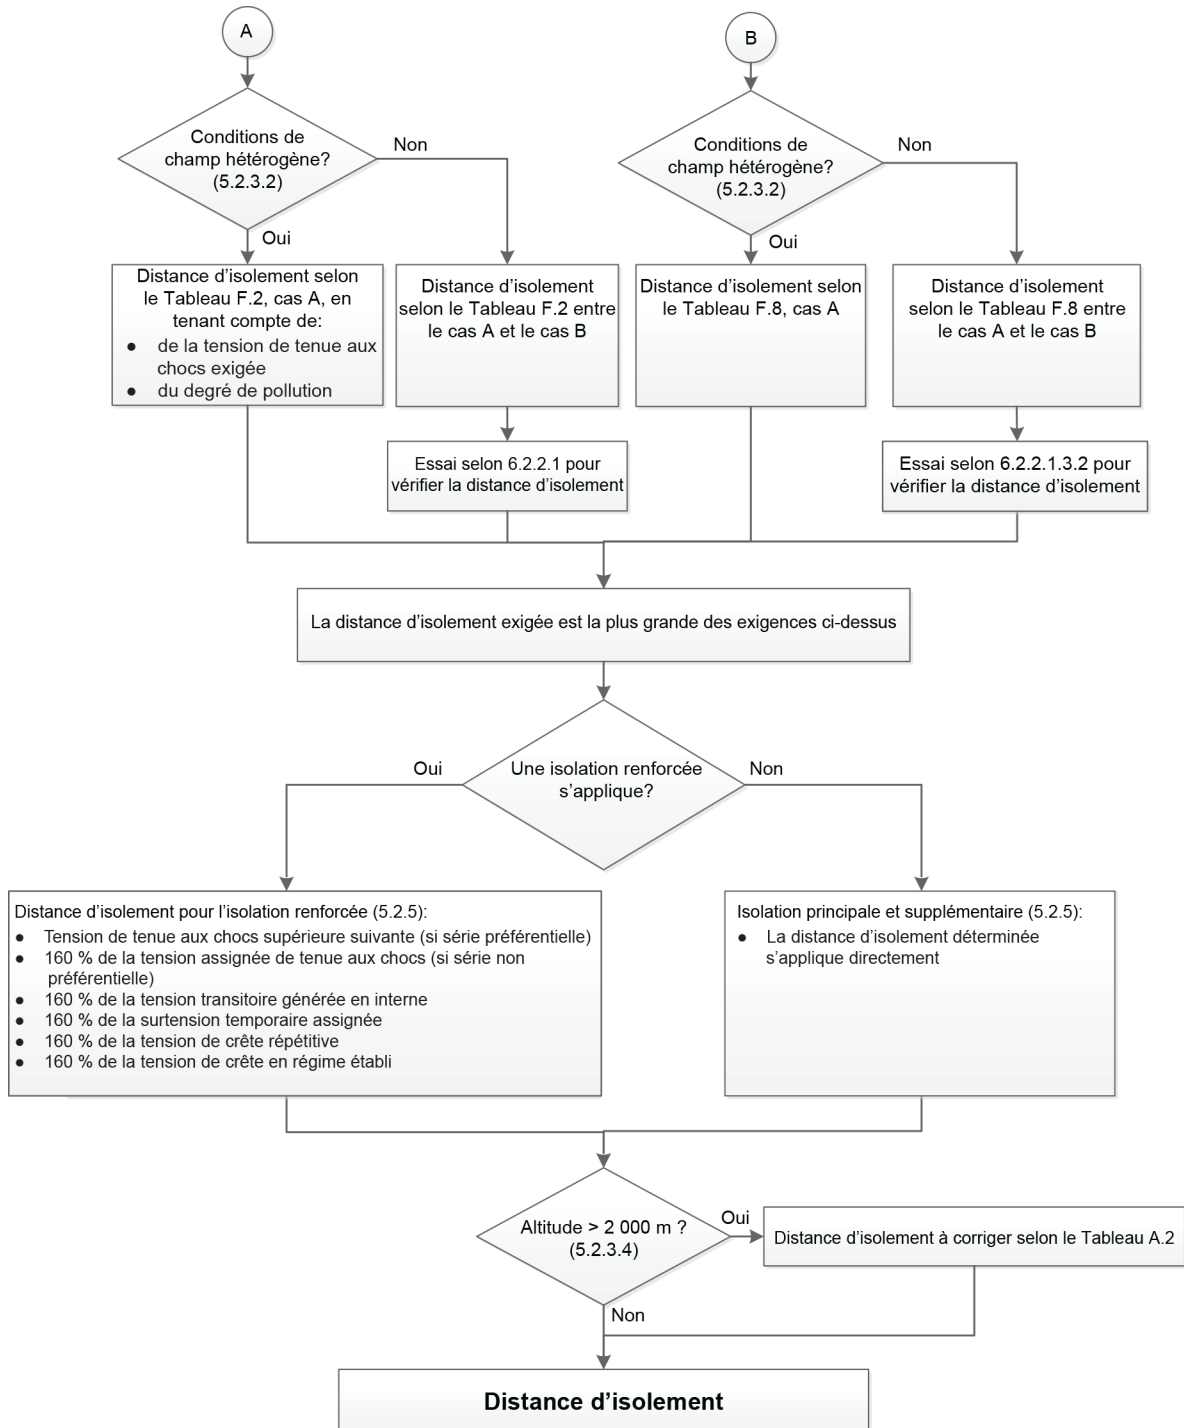 A
B
Conditions de
champ hétérogène?
(5.2.3.2)
Non
Oui
Conditions de
champ hétérogène?
(5.2.3.2)
Non
Oui
Distance d’isolement selon
le Tableau F.2, cas A, en
tenant compte de:
● de la tension de tenue aux
chocs exigée
● du degré de pollution
Distance d’isolement
selon le Tableau F.2 entre
le cas A et le cas B
Distance d’isolement selon
le Tableau F.8, cas A
Distance d’isolement
selon le Tableau F.8 entre
le cas A et le cas B
Essai selon 6.2.2.1 pour
vérifier la distance d’isolement
Essai selon 6.2.2.1.3.2 pour
vérifier la distance d’isolement
La distance d’isolement exigée est la plus grande des exigences ci-dessus
Une isolation renforcée
s’applique?
Oui
Non
Distance d’isolement pour l’isolation renforcée (5.2.5):
● Tension de tenue aux chocs supérieure suivante (si série préférentielle)
● 160 % de la tension assignée de tenue aux chocs (si série non
préférentielle)
● 160 % de la tension transitoire générée en interne
● 160 % de la surtension temporaire assignée
● 160 % de la tension de crête répétitive
● 160 % de la tension de crête en régime établi
Isolation principale et supplémentaire (5.2.5):
● La distance d’isolement déterminée
s’applique directement
Altitude > 2 000 m ?
(5.2.3.4)
Oui
Non
Distance d’isolement à corriger selon le Tableau A.2
Distance d’isolement